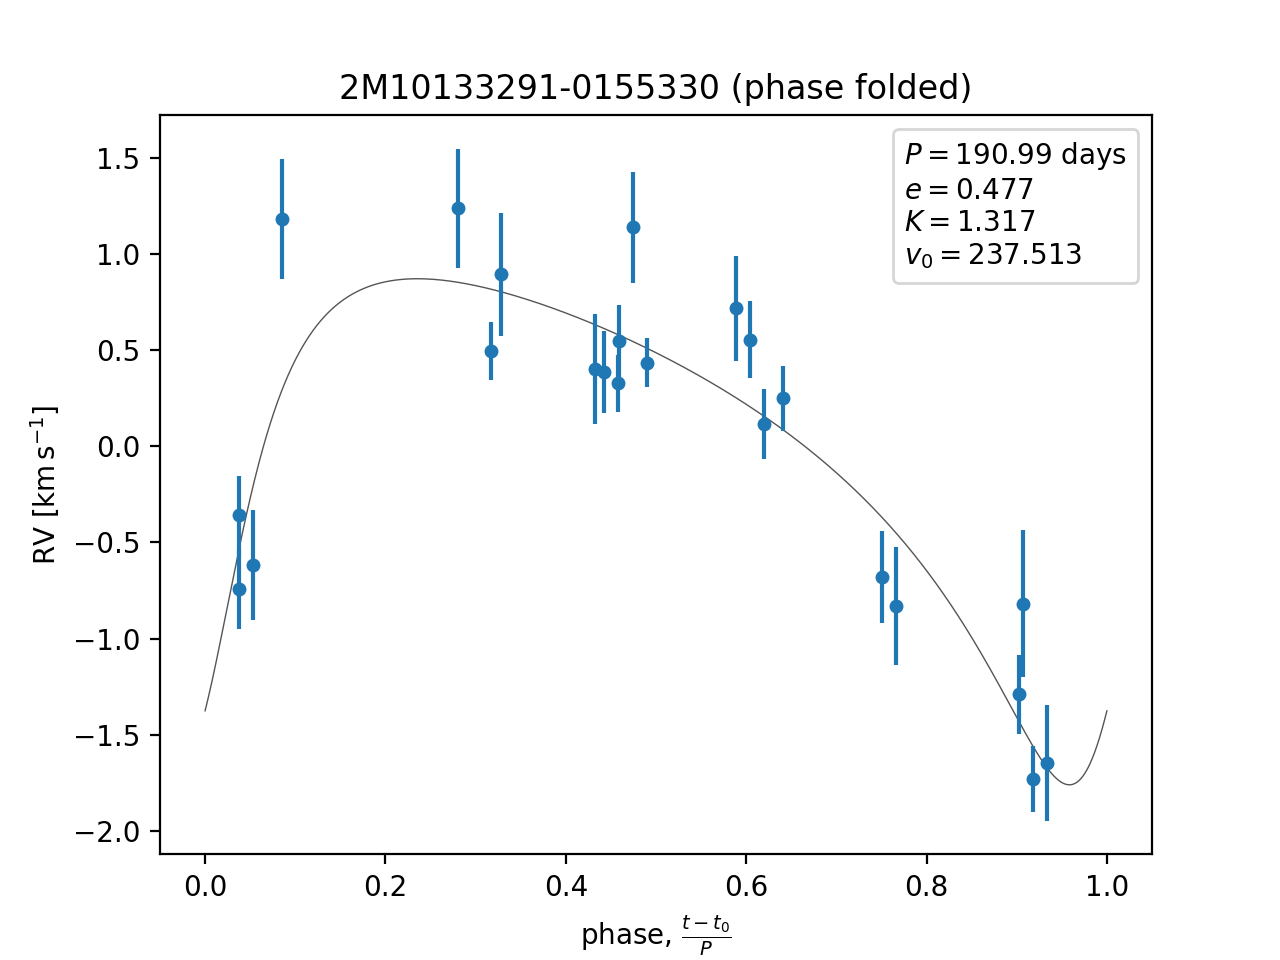 2M10133291-0155330 (phase folded)
P = 190.99 days
e = 0.477
K = 1.317
v₀ = 237.513
RV [km s⁻¹]
1.5
1.0
0.5
0.0
−0.5
−1.0
−1.5
−2.0
0.0 0.2 0.4 0.6 0.8 1.0
phase, (t − t₀)/P